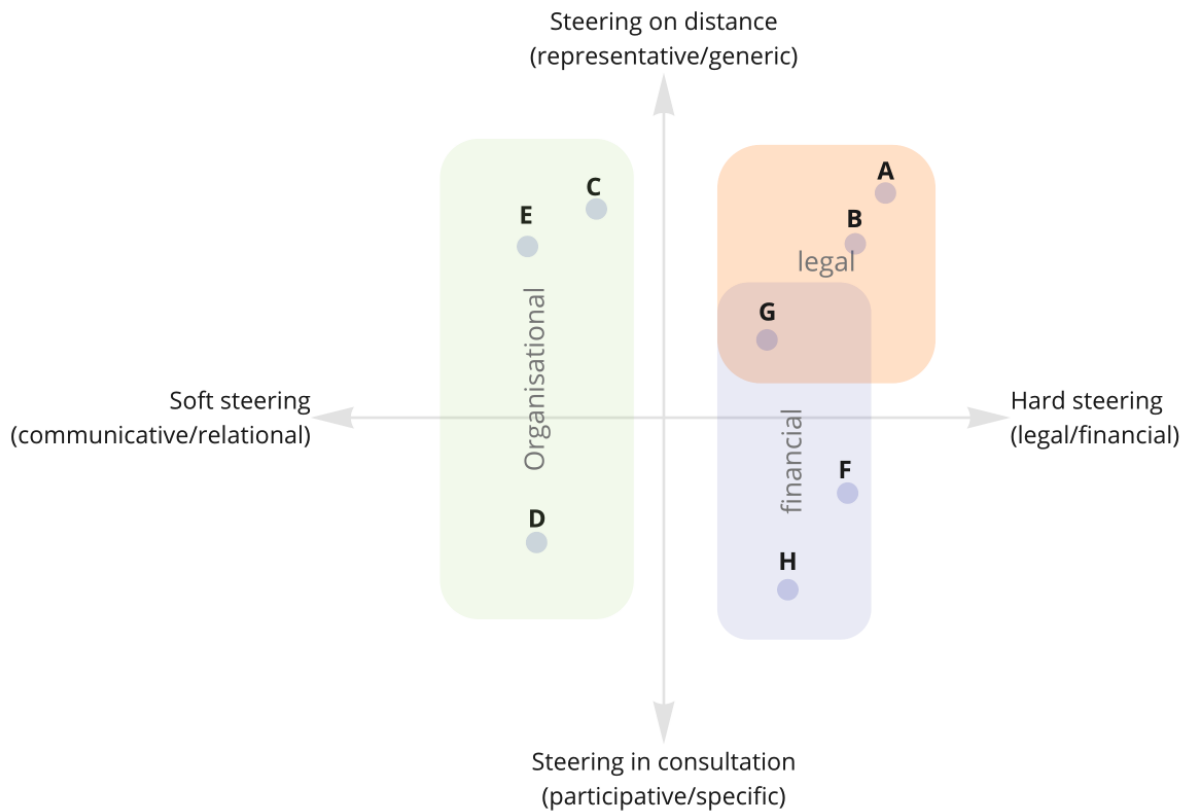 Steering on distance
(representative/generic)
A
C
E
B
legal
G
Organisational
Soft steering
(communicative/relational)
Hard steering
(legal/financial)
financial
F
D
H
Steering in consultation
(participative/specific)